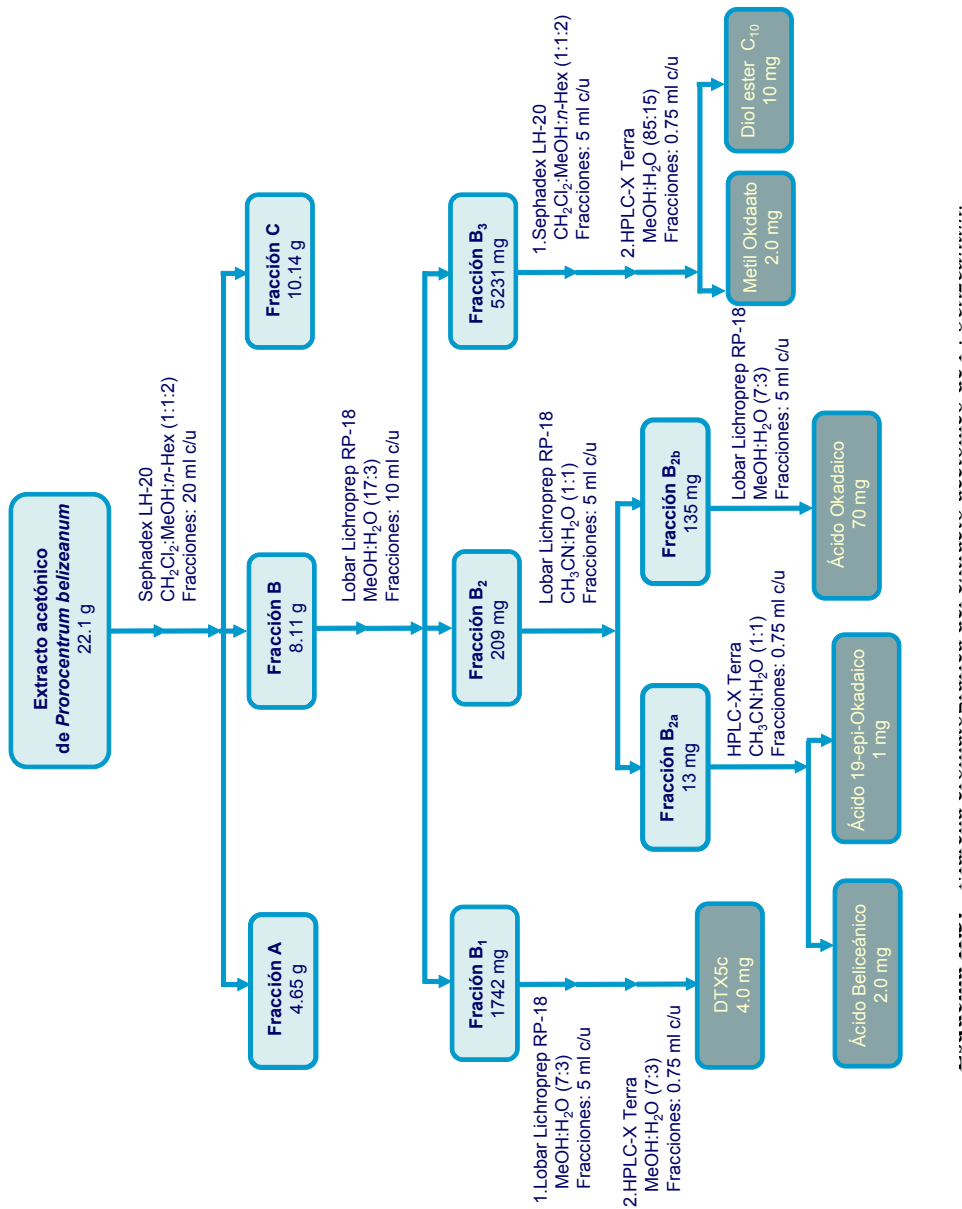 Extracto acetónico
de Prorocentrum belizeanum
22.1 g
Sephadex LH-20
CH2Cl2:MeOH:n-Hex (1:1:2)
Fracciones: 20 ml c/u
Fracción A
4.65 g
Fracción B
8.11 g
Fracción C
10.14 g
Lobar Lichroprep RP-18
MeOH:H2O (17:3)
Fracciones: 10 ml c/u
Fración B1
1742 mg
Fracción B2
209 mg
Fracción B3
5231 mg
1.Lobar Lichroprep RP-18
MeOH:H2O (7:3)
Fracciones: 5 ml c/u
2.HPLC-X Terra
MeOH:H2O (7:3)
Fracciones: 0.75 ml c/u
DTX5c
4.0 mg
Lobar Lichroprep RP-18
CH3CN:H2O (1:1)
Fracciones: 5 ml c/u
Fracción B2a
13 mg
Fracción B2b
135 mg
HPLC-X Terra
CH3CN:H2O (1:1)
Fracciones: 0.75 ml c/u
Ácido Beliceánico
2.0 mg
Ácido 19-epi-Okadaico
1 mg
Lobar Lichroprep RP-18
MeOH:H2O (7:3)
Fracciones: 5 ml c/u
Ácido Okadaico
70 mg
1.Sephadex LH-20
CH2Cl2:MeOH:n-Hex (1:1:2)
Fracciones: 5 ml c/u
2.HPLC-X Terra
MeOH:H2O (85:15)
Fracciones: 0.75 ml c/u
Metil Okdaato
2.0 mg
Diol ester C10
10 mg